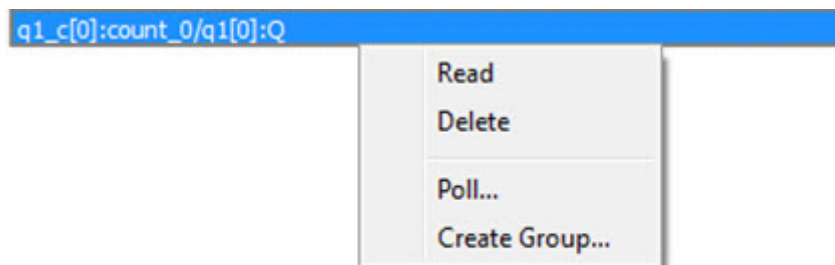 q1_c[0]:count_0/q1[0]:Q
Read
Delete
Poll...
Create Group...